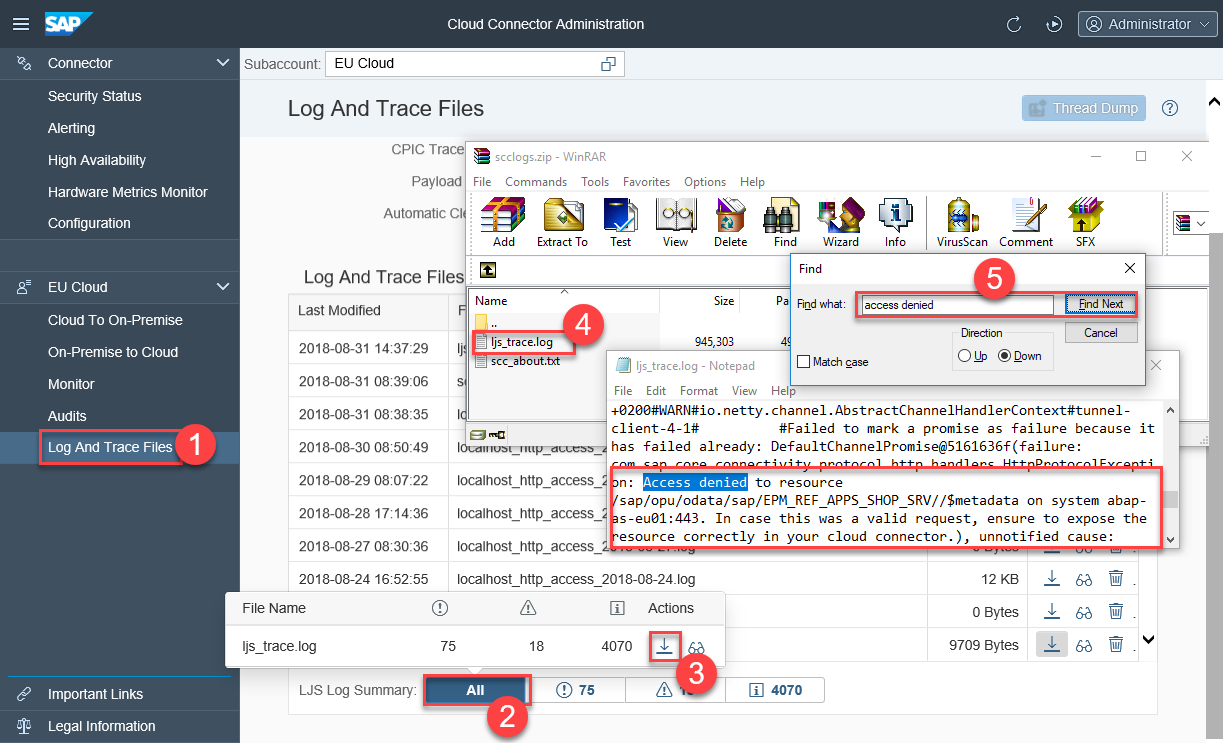 SAP
Cloud Connector Administration
Administrator
Connector
Security Status
Alerting
High Availability
Hardware Metrics Monitor
Configuration
EU Cloud
Cloud To On-Premise
On-Premise to Cloud
Monitor
Audits
Log And Trace Files
1
Important Links
Legal Information
Subaccount: EU Cloud
Log And Trace Files
Thread Dump
CPIC Trace
Payload
Automatic Cle
Log And Trace Files
Last Modified
2018-08-31 14:37:29
2018-08-31 08:39:06
2018-08-31 08:38:35
2018-08-30 08:50:49 localhost_http_access_
2018-08-29 08:07:22 localhost_http_access_2
2018-08-28 17:14:36 localhost_http_access_2
2018-08-27 08:30:36 localhost_http_access_2018-08-27.log 0 Bytes
2018-08-24 16:52:55 localhost_http_access_2018-08-24.log 12 KB
0 Bytes
9709 Bytes
scclogs.zip - WinRAR
File Commands Tools Favorites Options Help
Add Extract To Test View Delete Find Wizard Info VirusScan Comment SFX
Name Size Pa
..
ljs_trace.log 945,303
scc_about.txt
4
Find
5
Find what: access denied Find Next
Cancel
Direction
Up Down
Match case
ljs_trace.log - Notepad
File Edit Format View Help
+0200#WARN#io.netty.channel.AbstractChannelHandlerContext#tunnel-
client-4-1# #Failed to mark a promise as failure because it
has failed already: DefaultChannelPromise@5161636f(failure:
com.sap.core.connectivity.protocol.http.handlers.HttpProtocolExcepti
on: Access denied to resource
/sap/opu/odata/sap/EPM_REF_APPS_SHOP_SRV//$metadata on system abap-
as-eu01:443. In case this was a valid request, ensure to expose the
resource correctly in your cloud connector.), unnotified cause:
File Name Actions
ljs_trace.log 75 18 4070
3
LJS Log Summary: All 75 4070
2